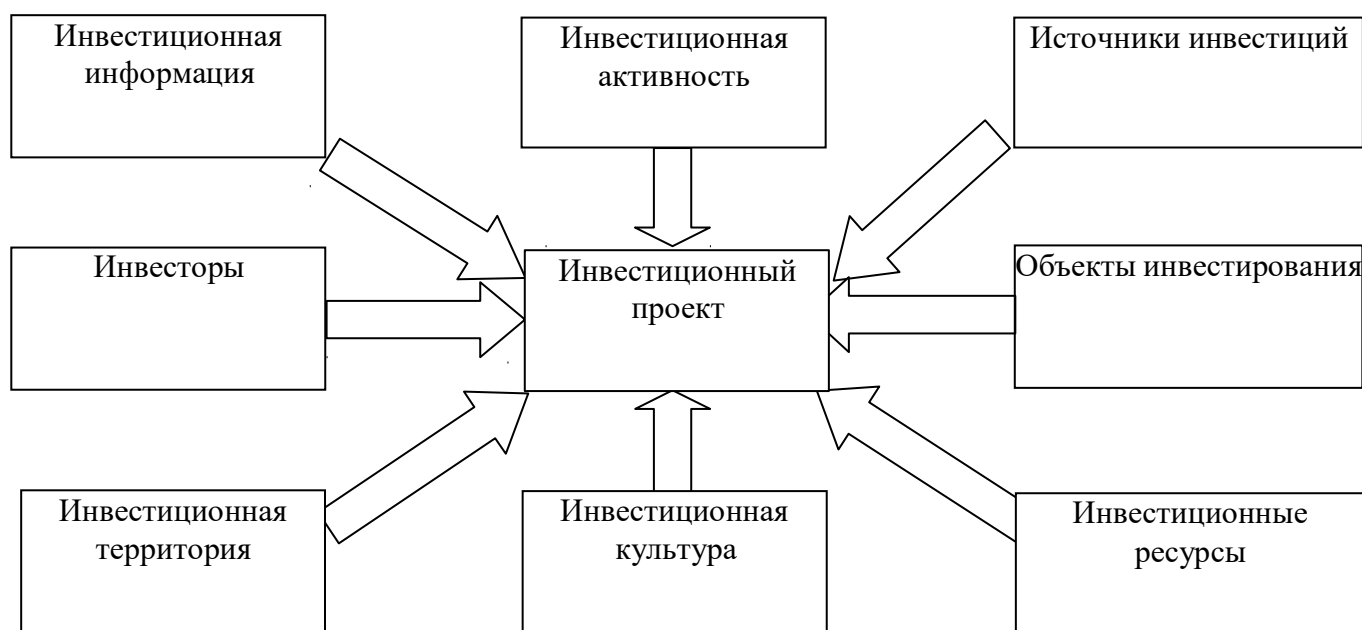 Инвестиционная
информация
Инвестиционная
активность
Источники инвестиций
Инвесторы
Инвестиционный
проект
Объекты инвестирования
Инвестиционная
территория
Инвестиционная
культура
Инвестиционные
ресурсы